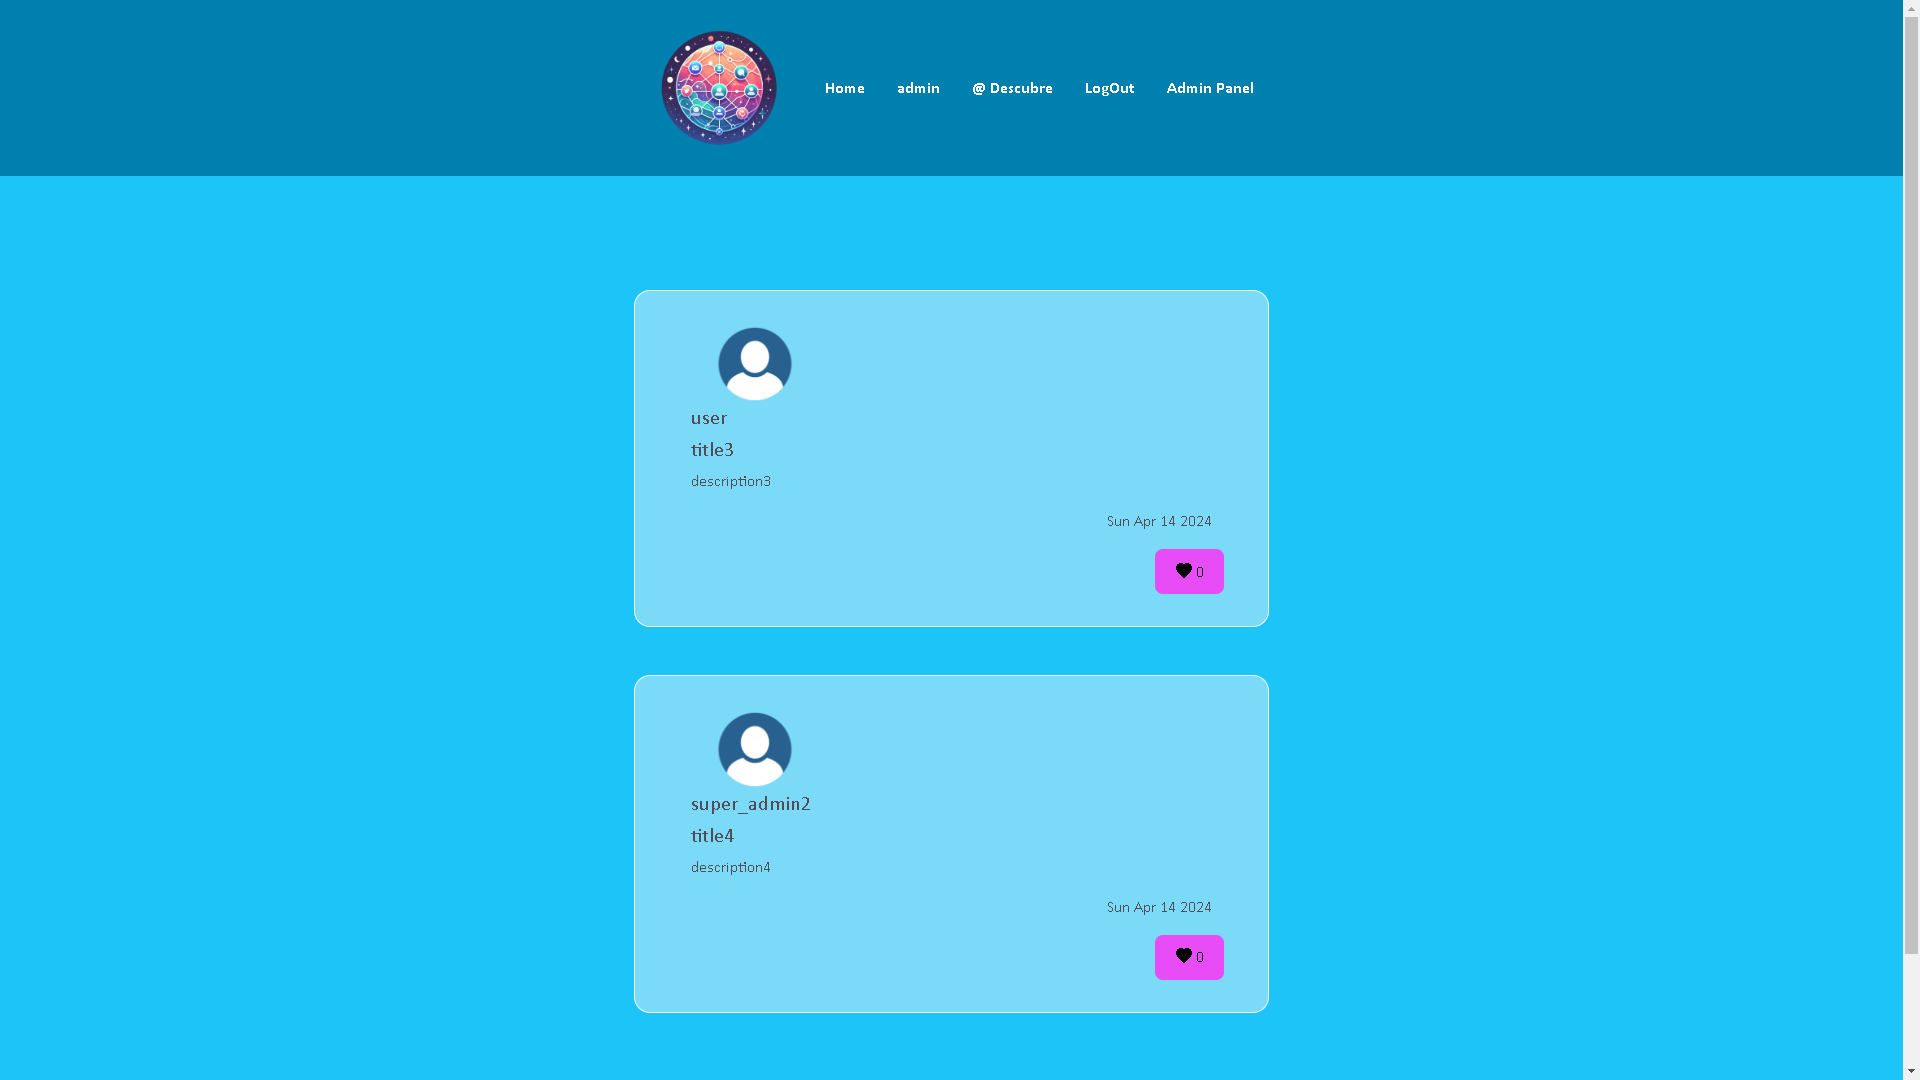 Home admin @ Descubre LogOut Admin Panel
user
title3
description3
Sun Apr 14 2024
0
super_admin2
title4
description4
Sun Apr 14 2024
0